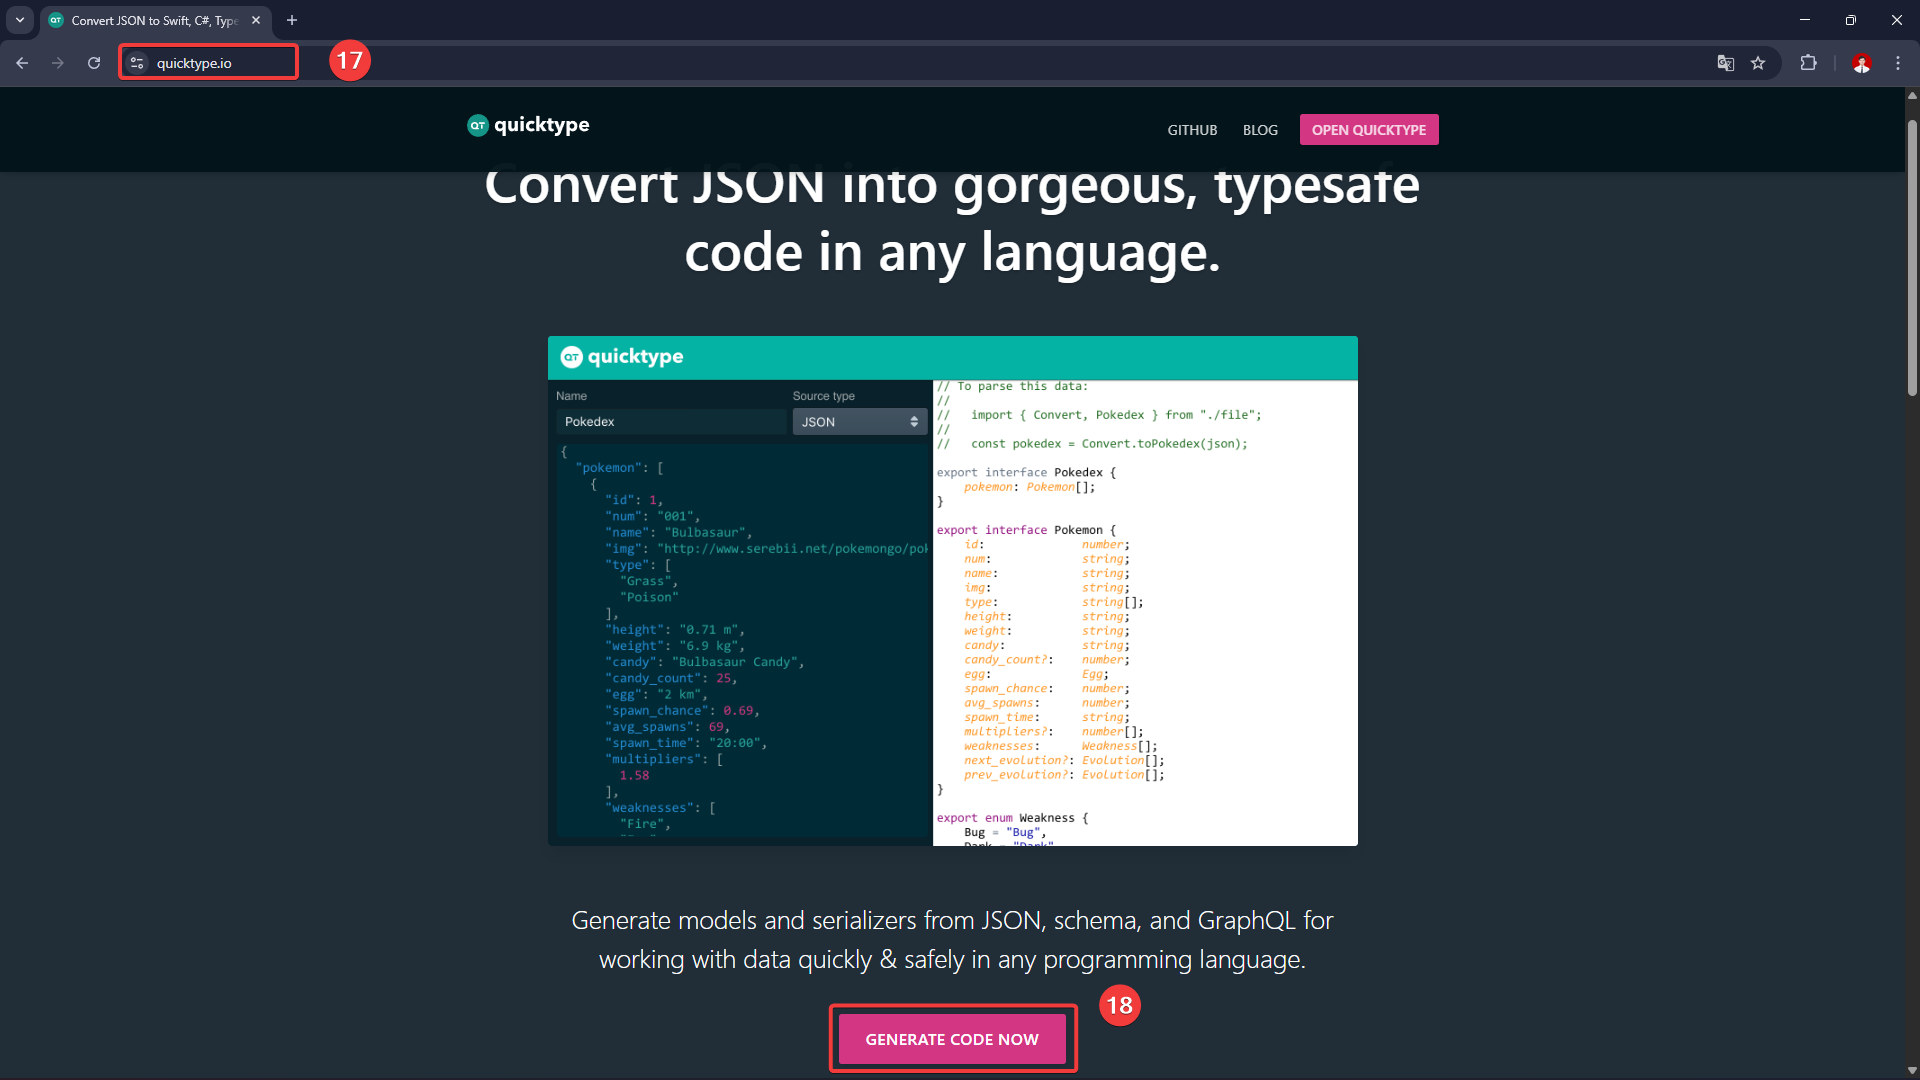 Convert JSON to Swift, C#, Type
quicktype.io
17
QT quicktype
GITHUB
BLOG
OPEN QUICKTYPE
Convert JSON into gorgeous, typesafe
code in any language.
QT quicktype
Name
Source type
Pokedex
JSON
{
"pokemon": [
{
"id": 1,
"num": "001",
"name": "Bulbasaur",
"img": "http://www.serebii.net/pokemongo/pok
"type": [
"Grass",
"Poison"
],
"height": "0.71 m",
"weight": "6.9 kg",
"candy": "Bulbasaur Candy",
"candy_count": 25,
"egg": "2 km",
"spawn_chance": 0.69,
"avg_spawns": 69,
"spawn_time": "20:00",
"multipliers": [
1.58
],
"weaknesses": [
"Fire",
// To parse this data:
//
//   import { Convert, Pokedex } from "./file";
//
//   const pokedex = Convert.toPokedex(json);
export interface Pokedex {
pokemon: Pokemon[];
}
export interface Pokemon {
id: number;
num: string;
name: string;
img: string;
type: string[];
height: string;
weight: string;
candy: string;
candy_count?: number;
egg: Egg;
spawn_chance: number;
avg_spawns: number;
spawn_time: string;
multipliers?: number[];
weaknesses: Weakness[];
next_evolution?: Evolution[];
prev_evolution?: Evolution[];
}
export enum Weakness {
Bug = "Bug",
Dark = "Dark"
Generate models and serializers from JSON, schema, and GraphQL for
working with data quickly & safely in any programming language.
18
GENERATE CODE NOW